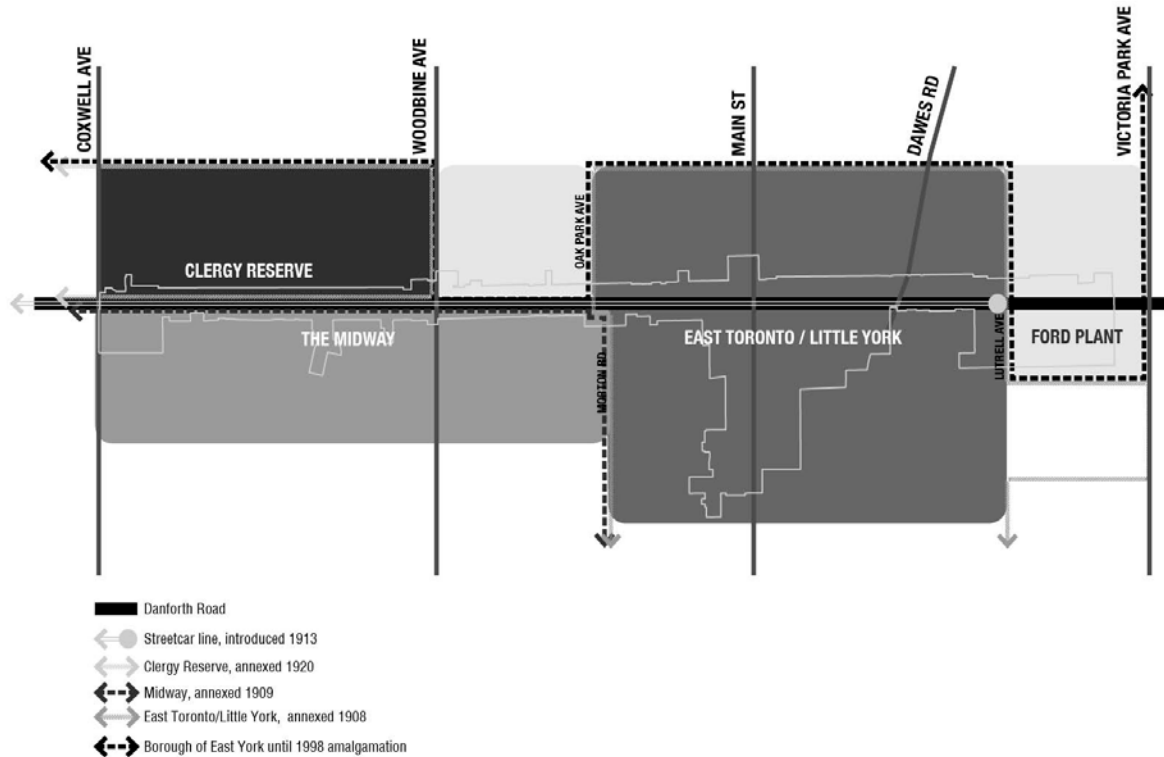 COXWELL AVE
WOODBINE AVE
MAIN ST
DAWES RD
VICTORIA PARK AVE
OAK PARK AVE
CLERGY RESERVE
THE MIDWAY
EAST TORONTO / LITTLE YORK
LUTRELL AVE
FORD PLANT
MORTON RD
Danforth Road
Streetcar line, introduced 1913
Clergy Reserve, annexed 1920
Midway, annexed 1909
East Toronto/Little York, annexed 1908
Borough of East York until 1998 amalgamation